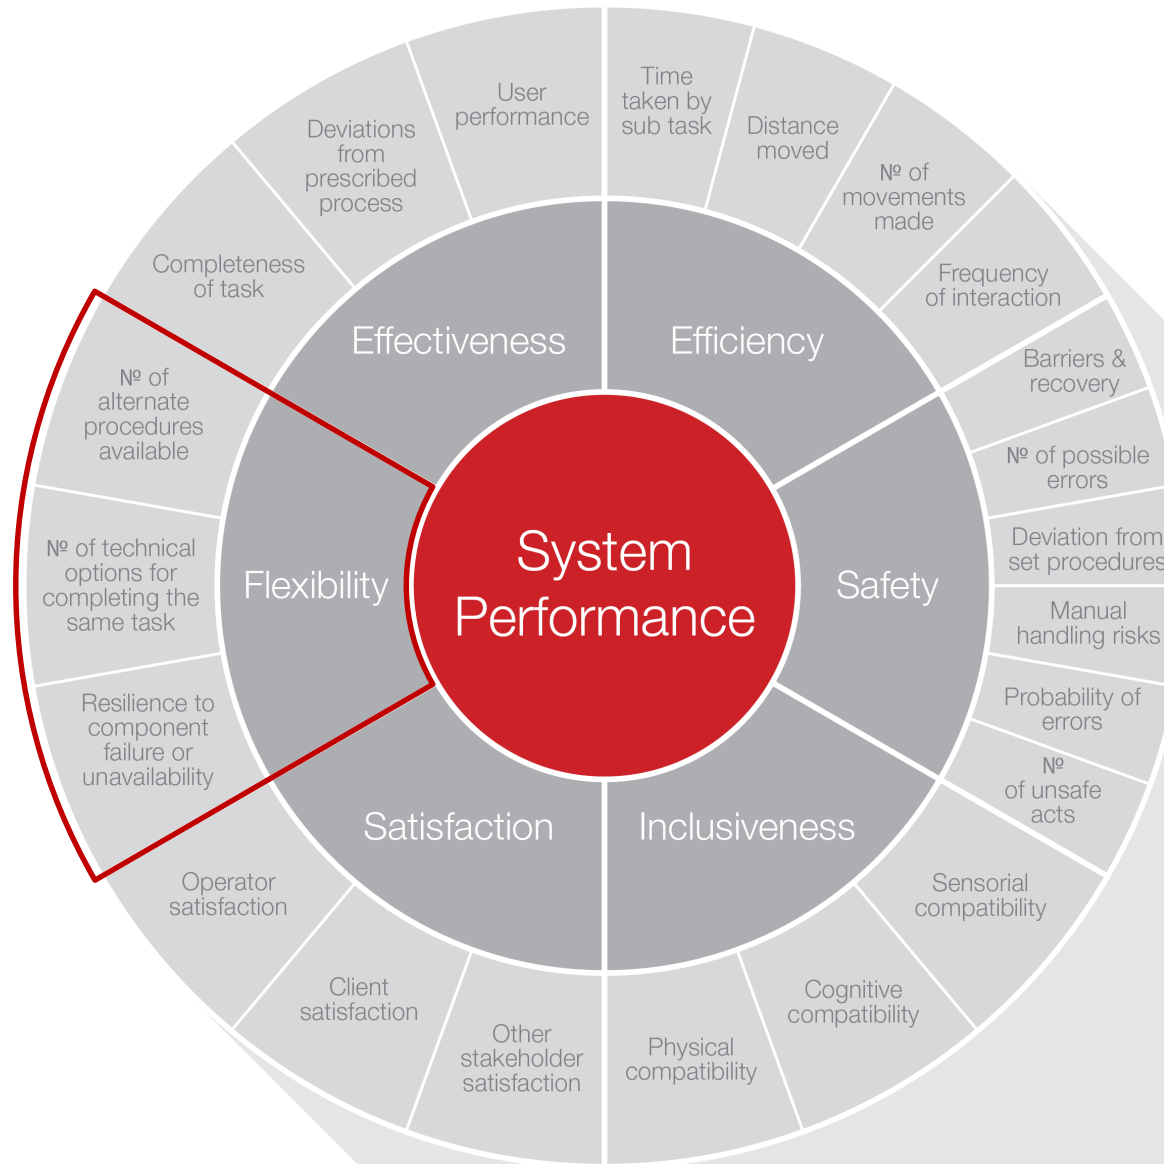 User
performance
Time
taken by
sub task
Distance
moved
Nº of
movements
made
Frequency
of interaction
Deviations
from
prescribed
process
Completeness
of task
Effectiveness
Efficiency
Barriers &
recovery
Nº of possible
errors
Deviation from
set procedures
Manual
handling risks
Probability of
errors
Nº
of unsafe
acts
Safety
System
Performance
Flexibility
Nº of
alternate
procedures
available
Nº of technical
options for
completing the
same task
Resilience to
component
failure or
unavailability
Satisfaction
Inclusiveness
Operator
satisfaction
Client
satisfaction
Other
stakeholder
satisfaction
Physical
compatibility
Cognitive
compatibility
Sensorial
compatibility